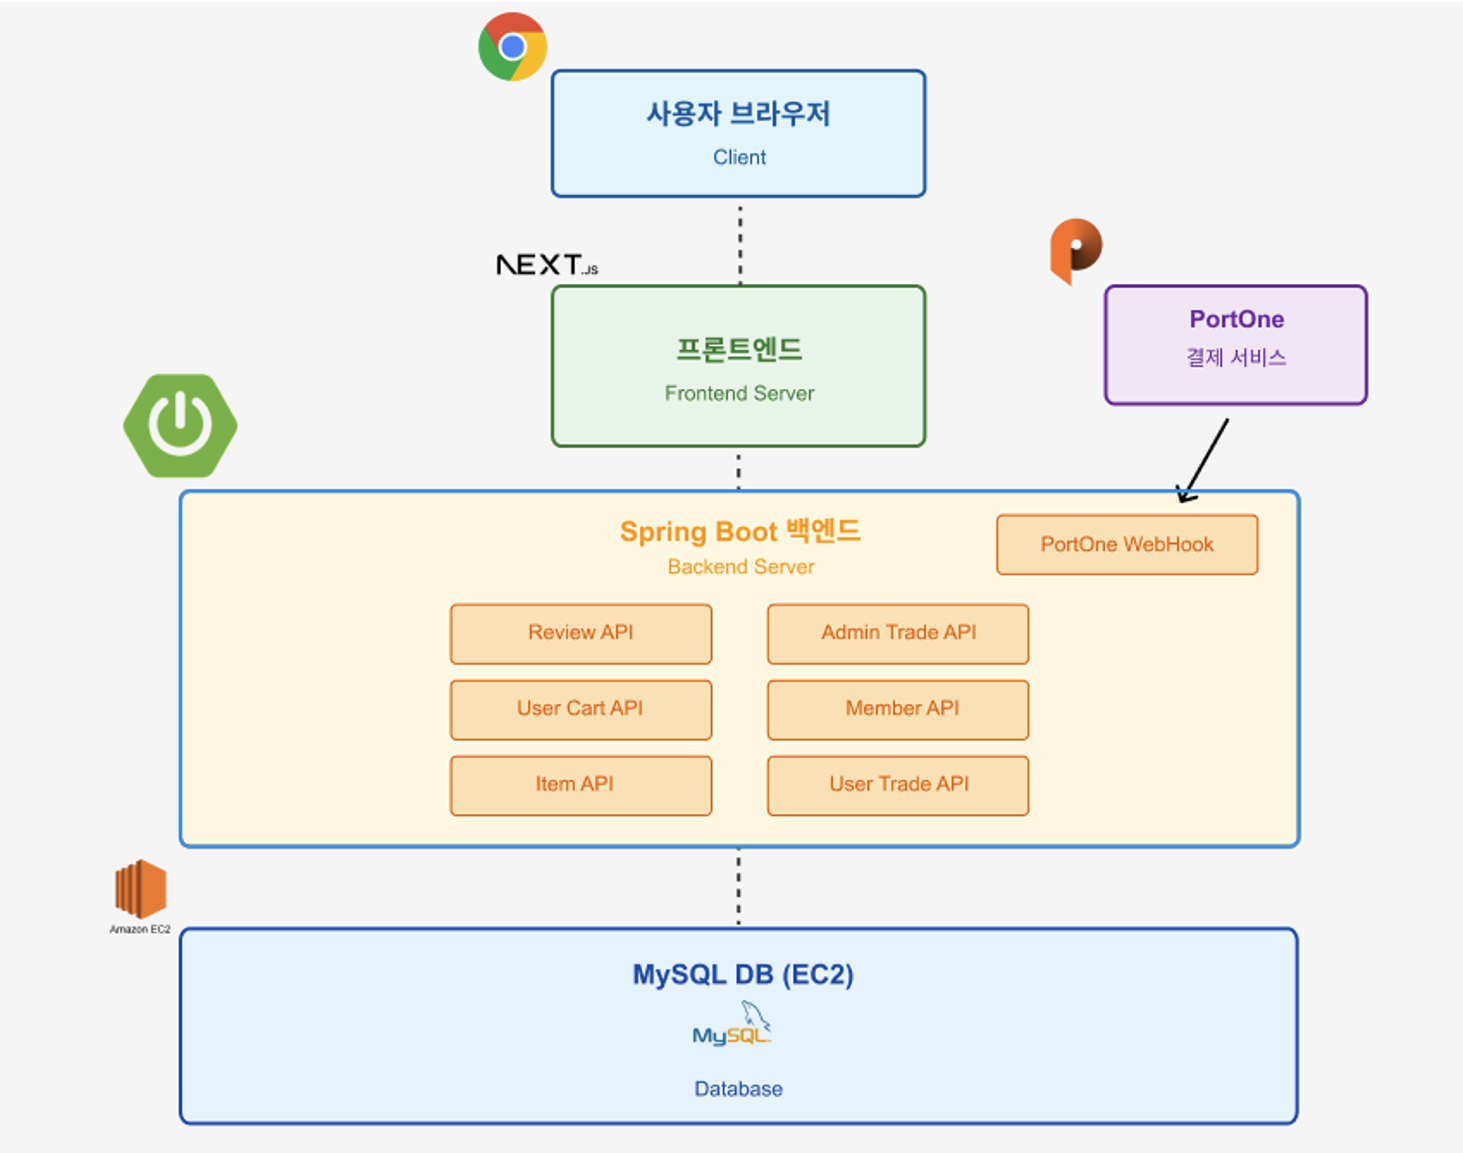 사용자 브라우저
Client
NEXT.JS
프론트엔드
Frontend Server
PortOne
결제 서비스
Spring Boot 백엔드
Backend Server
PortOne WebHook
Review API
Admin Trade API
User Cart API
Member API
Item API
User Trade API
Amazon EC2
MySQL DB (EC2)
MySQL
Database